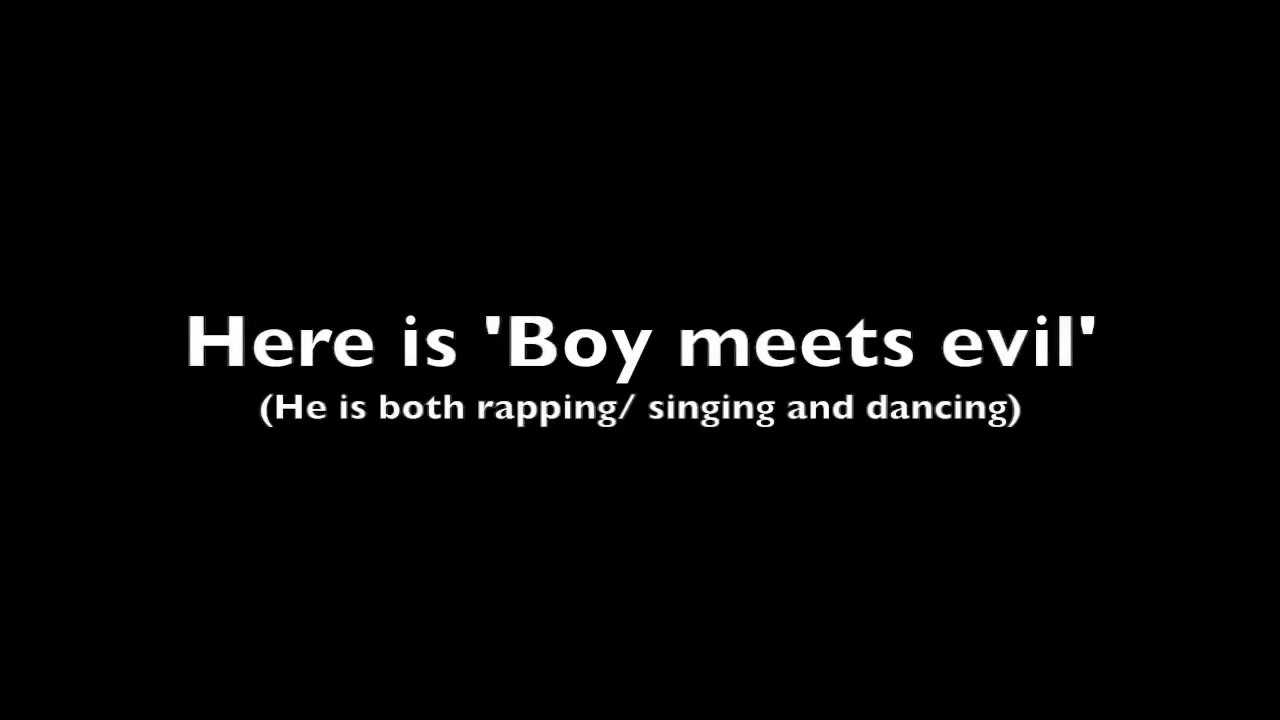 Here is 'Boy meets evil'
(He is both rapping/ singing and dancing)